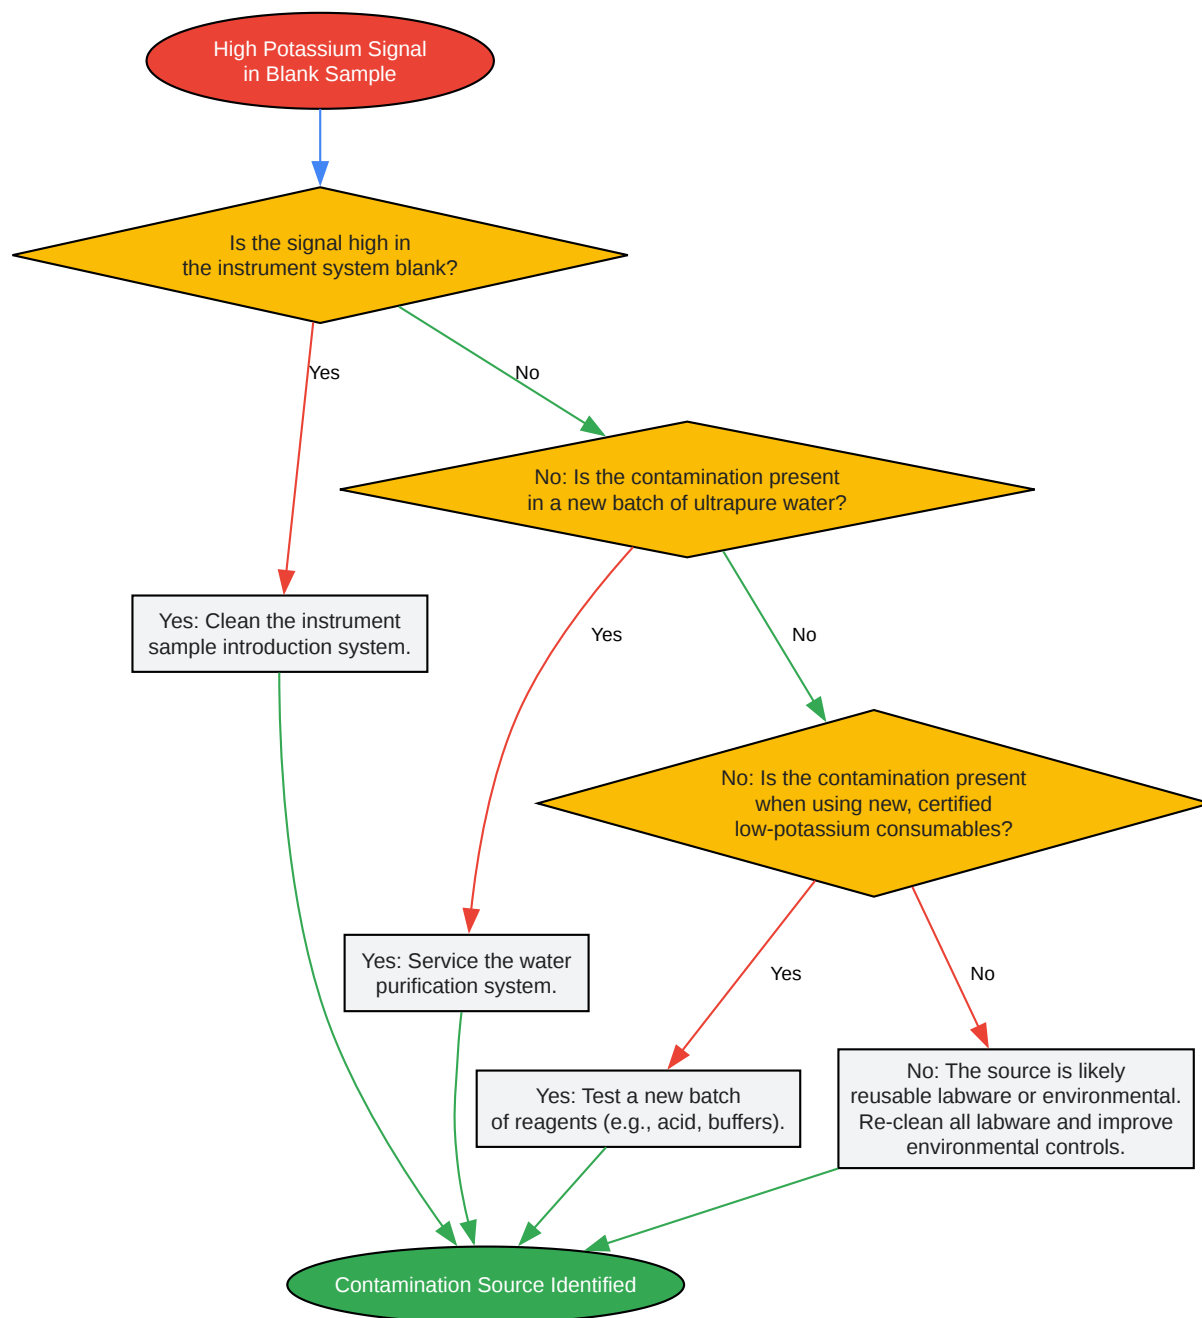 High Potassium Signal
in Blank Sample
Is the signal high in
the instrument system blank?
Yes
No
No: Is the contamination present
in a new batch of ultrapure water?
Yes: Clean the instrument
sample introduction system.
Yes
No
No: Is the contamination present
when using new, certified
low-potassium consumables?
Yes: Service the water
purification system.
Yes
No
Yes: Test a new batch
of reagents (e.g., acid, buffers).
No: The source is likely
reusable labware or environmental.
Re-clean all labware and improve
environmental controls.
Contamination Source Identified